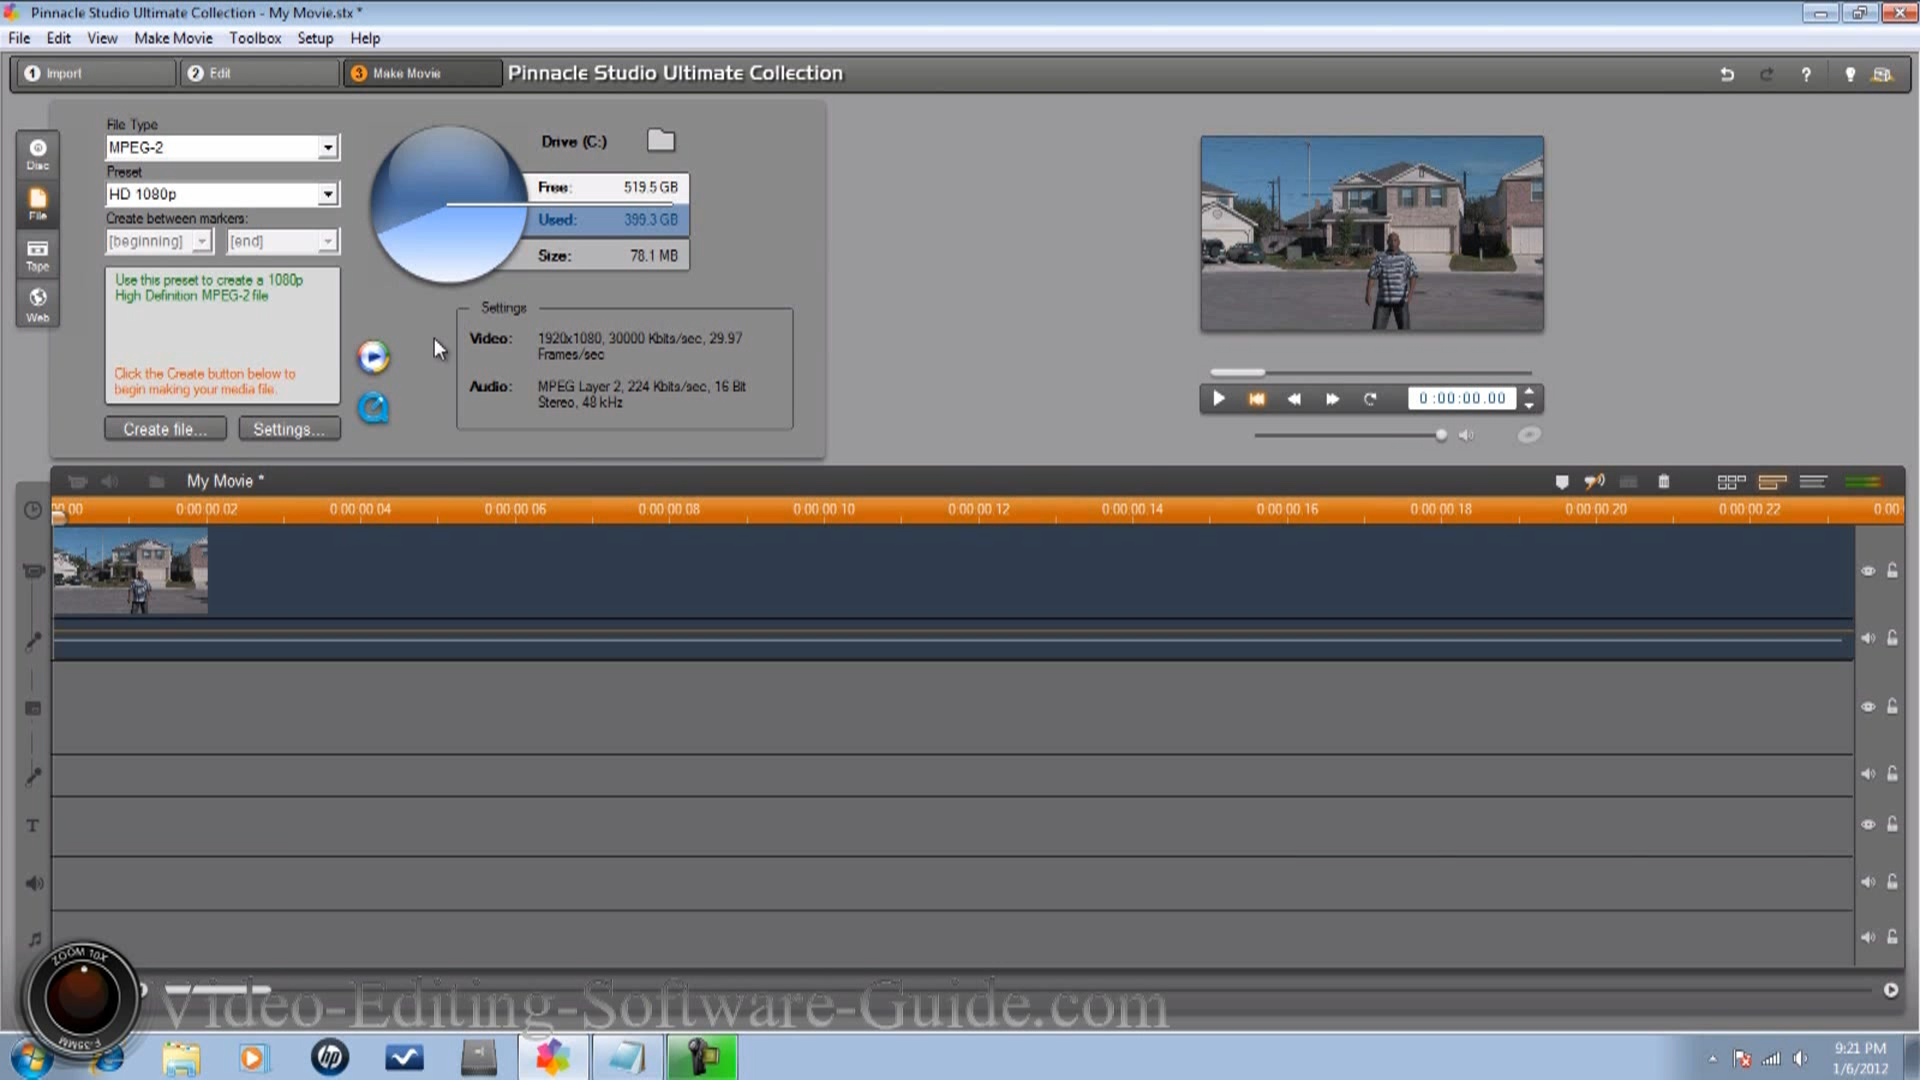 Pinnacle Studio Ultimate Collection - My Movie.stx *
File Edit View Make Movie Toolbox Setup Help
1 Import 2 Edit 3 Make Movie Pinnacle Studio Ultimate Collection ?
File Type
MPEG-2
Preset
HD 1080p
Create between markers:
[beginning] [end]
Use this preset to create a 1080p
High Definition MPEG-2 file
Click the Create button below to
begin making your media file.
Create file... Settings...
Disc
File
Tape
Web
Drive (C:)
Free: 519.5 GB
Used: 399.3 GB
Size: 78.1 MB
Settings
Video: 1920x1080, 30000 Kbits/sec, 29.97
Frames/sec
Audio: MPEG Layer 2, 224 Kbits/sec, 16 Bit
Stereo, 48 kHz
0:00:00.00
My Movie *
0:00:00.02 0:00:00.04 0:00:00.06 0:00:00.08 0:00:00.10 0:00:00.12 0:00:00.14 0:00:00.16 0:00:00.18 0:00:00.20 0:00:00.22
T
ZOOM 10X
F-35MM
Video-Editing-Software-Guide.com
hp
9:21 PM
1/6/2012